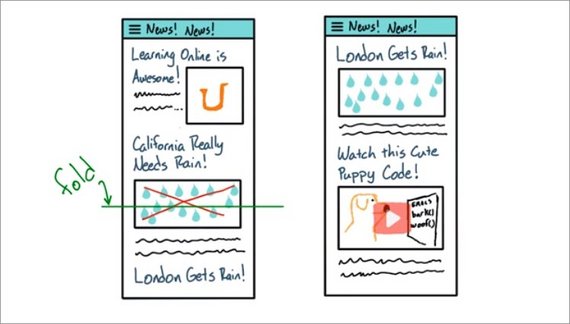 News! News!
Learning Online is
Awesome!
U
California Really
Needs Rain!
fold
London Gets Rain!
News! News!
London Gets Rain!
Watch this Cute
Puppy Code!
bark()
woof()